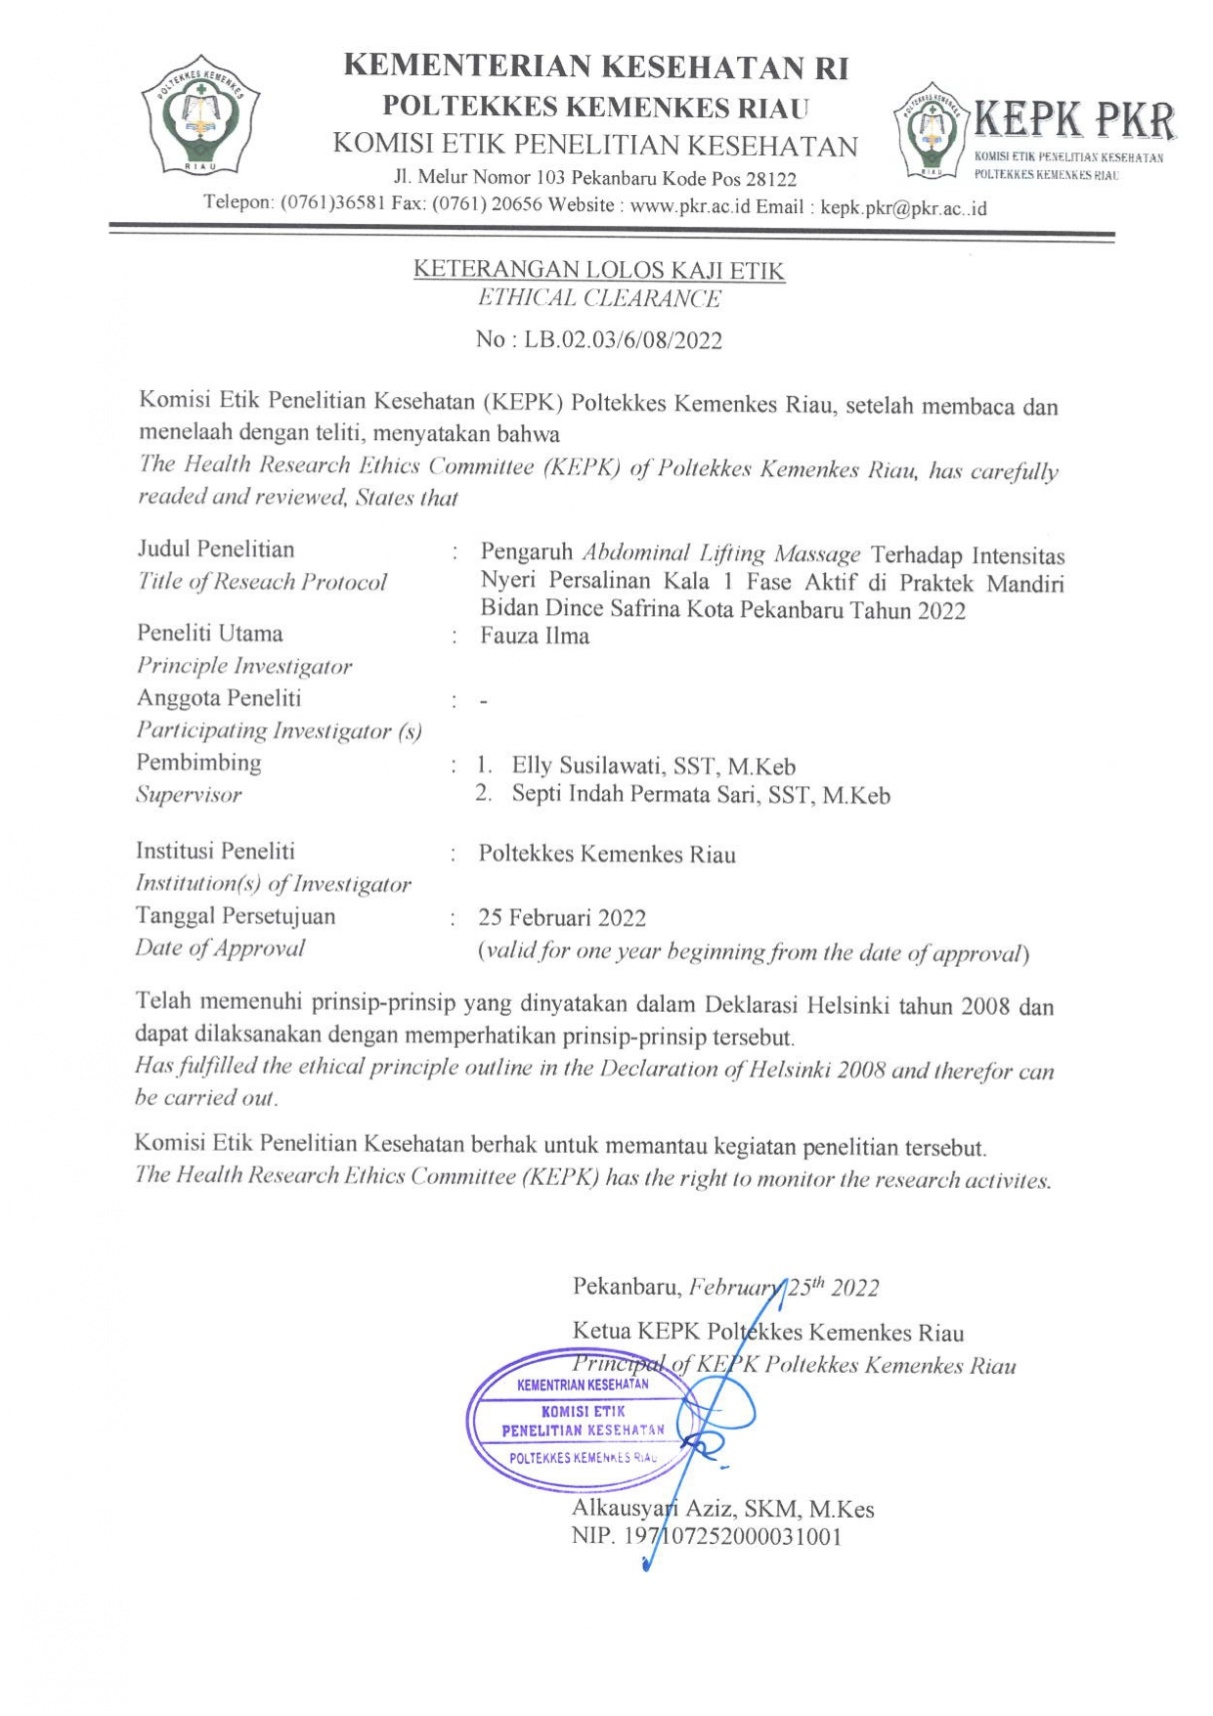 KEMENTERIAN KESEHATAN RI
POLTEKKES KEMENKES RIAU
KOMISI ETIK PENELITIAN KESEHATAN
Jl. Melur Nomor 103 Pekanbaru Kode Pos 28122
Telepon: (0761)36581 Fax: (0761) 20656 Website : www.pkr.ac.id Email : kepk.pkr@pkr.ac..id
POLTEKKES KEMENKES
RIAU
KEPK PKR
KOMISI ETIK PENELITIAN KESEHATAN
POLTEKKES KEMENKES RIAU
KETERANGAN LOLOS KAJI ETIK
ETHICAL CLEARANCE
No : LB.02.03/6/08/2022
Komisi Etik Penelitian Kesehatan (KEPK) Poltekkes Kemenkes Riau, setelah membaca dan
menelaah dengan teliti, menyatakan bahwa
The Health Research Ethics Committee (KEPK) of Poltekkes Kemenkes Riau, has carefully
readed and reviewed, States that
Judul Penelitian : Pengaruh Abdominal Lifting Massage Terhadap Intensitas
Title of Reseach Protocol Nyeri Persalinan Kala 1 Fase Aktif di Praktek Mandiri
Bidan Dince Safrina Kota Pekanbaru Tahun 2022
Peneliti Utama : Fauza Ilma
Principle Investigator
Anggota Peneliti : -
Participating Investigator (s)
Pembimbing : 1. Elly Susilawati, SST, M.Keb
Supervisor 2. Septi Indah Permata Sari, SST, M.Keb
Institusi Peneliti : Poltekkes Kemenkes Riau
Institution(s) of Investigator
Tanggal Persetujuan : 25 Februari 2022
Date of Approval (valid for one year beginning from the date of approval)
Telah memenuhi prinsip-prinsip yang dinyatakan dalam Deklarasi Helsinki tahun 2008 dan
dapat dilaksanakan dengan memperhatikan prinsip-prinsip tersebut.
Has fulfilled the ethical principle outline in the Declaration of Helsinki 2008 and therefor can
be carried out.
Komisi Etik Penelitian Kesehatan berhak untuk memantau kegiatan penelitian tersebut.
The Health Research Ethics Committee (KEPK) has the right to monitor the research activites.
Pekanbaru, February 25th 2022
Ketua KEPK Poltekkes Kemenkes Riau
Principal of KEPK Poltekkes Kemenkes Riau
KEMENTRIAN KESEHATAN
KOMISI ETIK
PENELITIAN KESEHATAN
POLTEKKES KEMENKES RIAU
Alkausyari Aziz, SKM, M.Kes
NIP. 197107252000031001